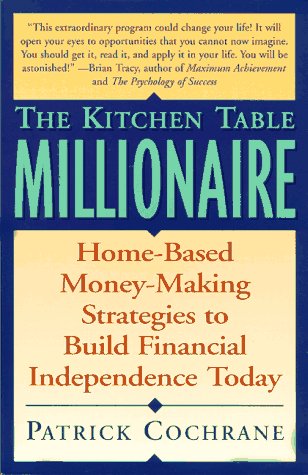 "This extraordinary program could change your life! It
will open your eyes to opportunities that you cannot now imagine.
You should get it, read it, and apply it in your life. You will be
astonished!" —Brian Tracy, author of Maximum Achievement
and The Psychology of Success
THE KITCHEN TABLE
MILLIONAIRE
Home-Based
Money-Making
Strategies to
Build Financial
Independence Today
PATRICK COCHRANE